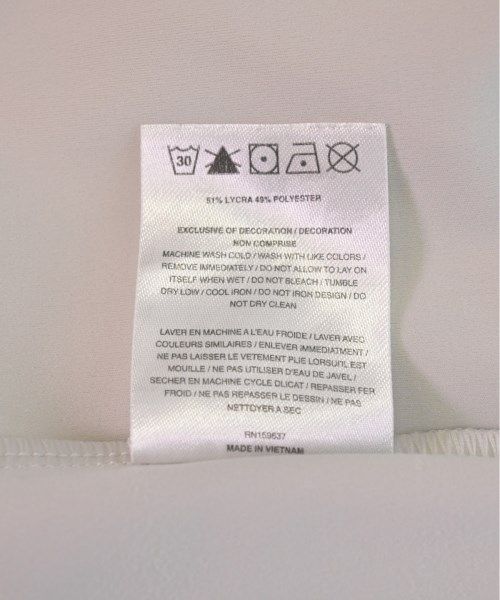 30
51% LYCRA 49% POLYESTER
EXCLUSIVE OF DECORATION / DECORATION
NON COMPRISE
MACHINE WASH COLD / WASH WITH LIKE COLORS /
REMOVE IMMEDIATELY / DO NOT ALLOW TO LAY ON
ITSELF WHEN WET / DO NOT BLEACH / TUMBLE
DRY LOW / COOL IRON / DO NOT IRON DESIGN / DO
NOT DRY CLEAN
LAVER EN MACHINE A L'EAU FROIDE / LAVER AVEC
COULEURS SIMILAIRES / ENLEVER IMMEDIATMENT /
NE PAS LAISSER LE VETEMENT PLIE LORSUIL EST
MOUILLE / NE PAS UTILISER D'EAU DE JAVEL /
SECHER EN MACHINE CYCLE DLICAT / REPASSER FER
FROID / NE PAS REPASSER LE DESSIN / NE PAS
NETTOYER A SEC
RN159637
MADE IN VIETNAM